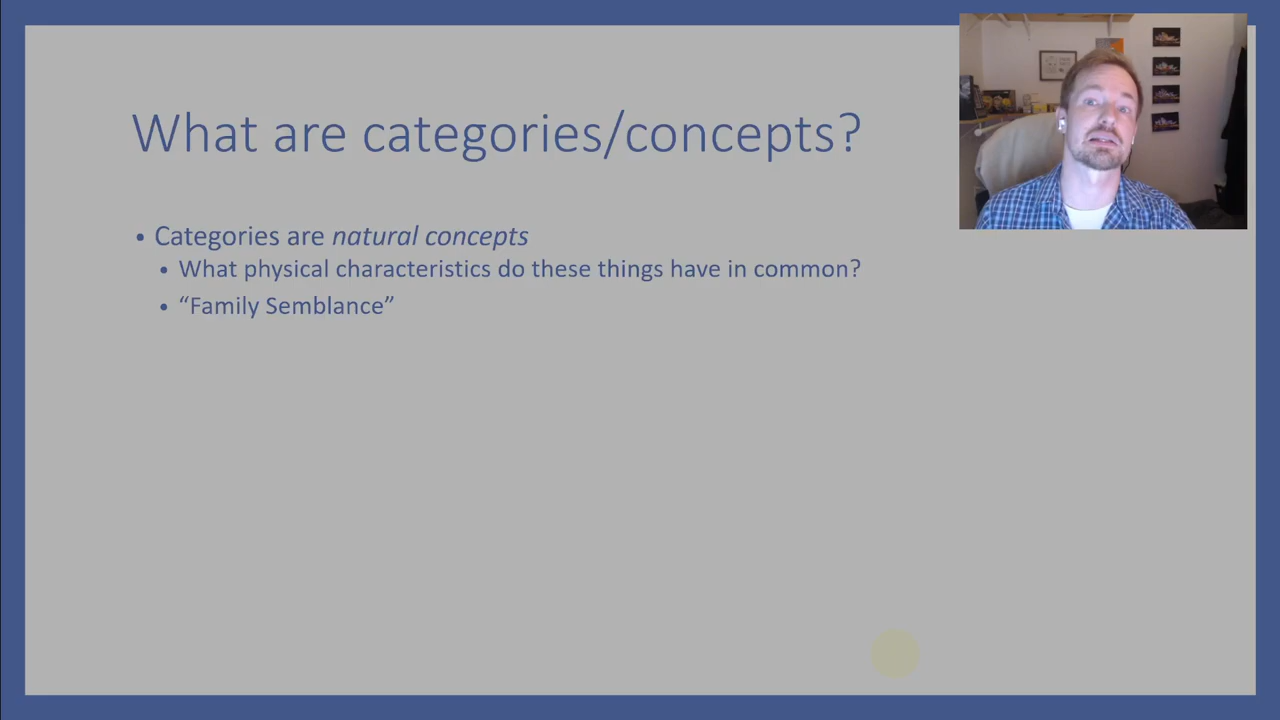 What are categories/concepts?
• Categories are natural concepts
• What physical characteristics do these things have in common?
• “Family Semblance”